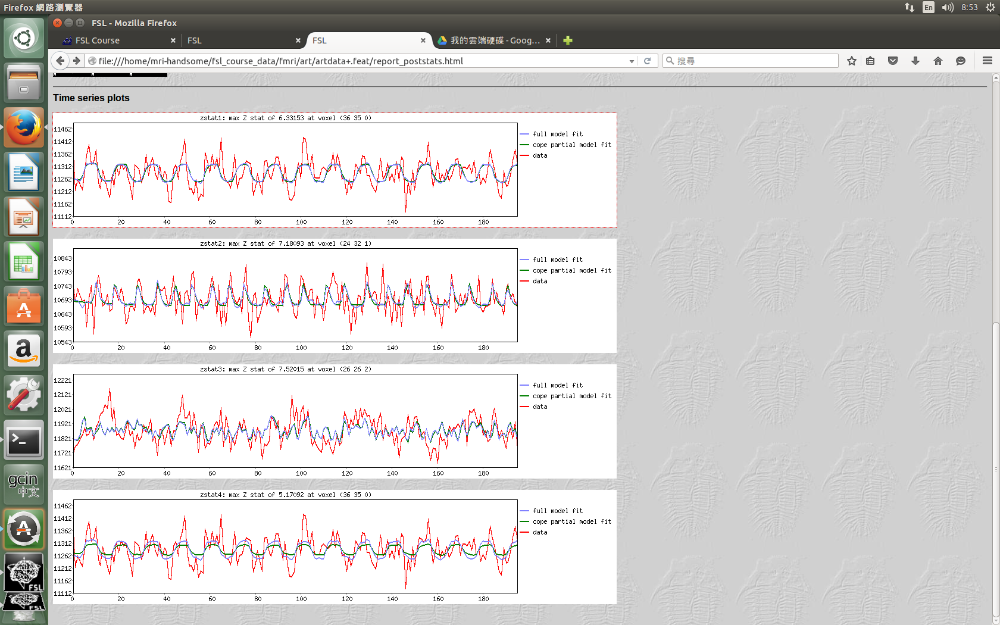 Firefox 網路瀏覽器
En
8:53
FSL - Mozilla Firefox
FSL Course
FSL
FSL
我的雲端硬碟 - Goog...
file:///home/mri-handsome/fsl_course_data/fmri/art/artdata+.feat/report_poststats.html
搜尋
R R R
Time series plots
zstat1: max Z stat of 6.33153 at voxel (36 35 0)
11462
11412
11362
11312
11262
11212
11162
11112
0 20 40 60 80 100 120 140 160 180
full model fit
cope partial model fit
data
zstat2: max Z stat of 7.18093 at voxel (24 32 1)
10843
10793
10743
10693
10643
10593
10543
0 20 40 60 80 100 120 140 160 180
full model fit
cope partial model fit
data
zstat3: max Z stat of 7.52015 at voxel (26 26 2)
12221
12121
12021
11921
11821
11721
11621
0 20 40 60 80 100 120 140 160 180
full model fit
cope partial model fit
data
zstat4: max Z stat of 5.17092 at voxel (36 35 0)
11462
11412
11362
11312
11262
11212
11162
11112
0 20 40 60 80 100 120 140 160 180
full model fit
cope partial model fit
data
gcin
中文
FSL
FSL